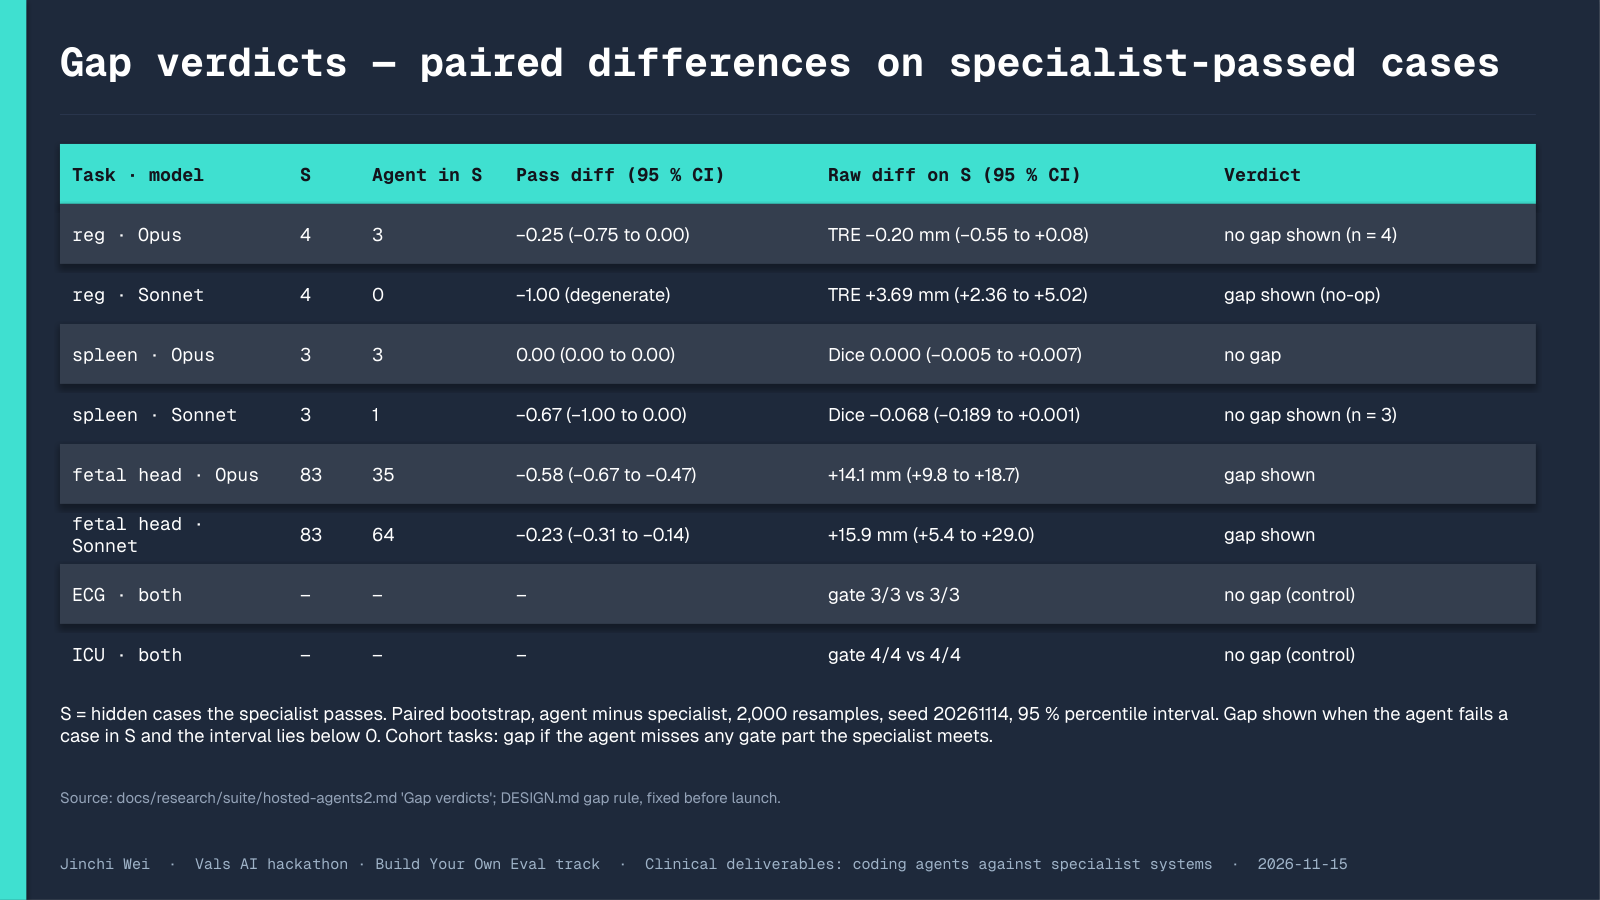 Gap verdicts — paired differences on specialist-passed cases
Task · model S Agent in S Pass diff (95 % CI) Raw diff on S (95 % CI) Verdict
reg · Opus 4 3 −0.25 (−0.75 to 0.00) TRE −0.20 mm (−0.55 to +0.08) no gap shown (n = 4)
reg · Sonnet 4 0 −1.00 (degenerate) TRE +3.69 mm (+2.36 to +5.02) gap shown (no-op)
spleen · Opus 3 3 0.00 (0.00 to 0.00) Dice 0.000 (−0.005 to +0.007) no gap
spleen · Sonnet 3 1 −0.67 (−1.00 to 0.00) Dice −0.068 (−0.189 to +0.001) no gap shown (n = 3)
fetal head · Opus 83 35 −0.58 (−0.67 to −0.47) +14.1 mm (+9.8 to +18.7) gap shown
fetal head ·
Sonnet 83 64 −0.23 (−0.31 to −0.14) +15.9 mm (+5.4 to +29.0) gap shown
ECG · both – – – gate 3/3 vs 3/3 no gap (control)
ICU · both – – – gate 4/4 vs 4/4 no gap (control)
S = hidden cases the specialist passes. Paired bootstrap, agent minus specialist, 2,000 resamples, seed 20261114, 95 % percentile interval. Gap shown when the agent fails a
case in S and the interval lies below 0. Cohort tasks: gap if the agent misses any gate part the specialist meets.
Source: docs/research/suite/hosted-agents2.md 'Gap verdicts'; DESIGN.md gap rule, fixed before launch.
Jinchi Wei · Vals AI hackathon · Build Your Own Eval track · Clinical deliverables: coding agents against specialist systems · 2026-11-15